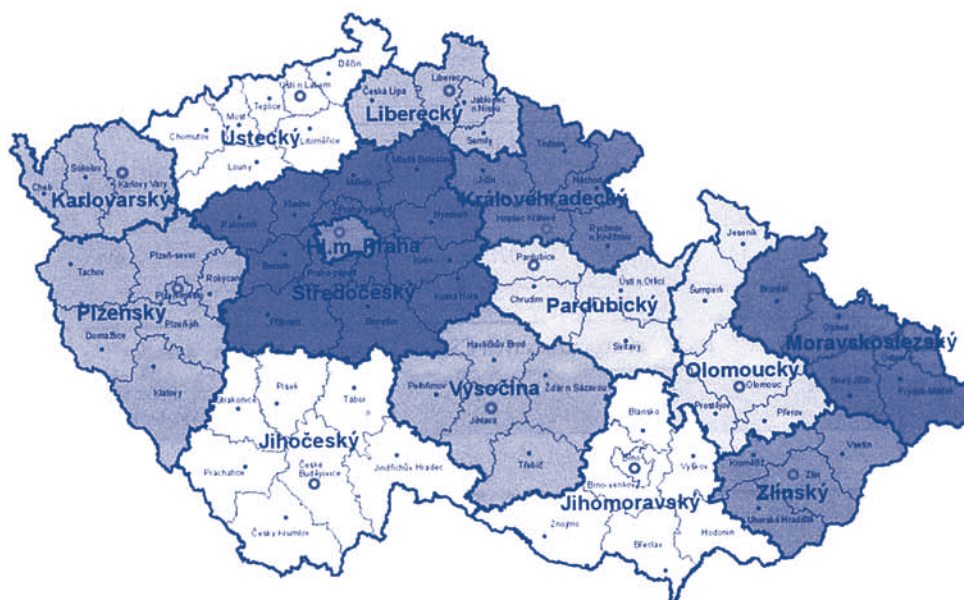 Děčín
Ústí n Labem
Teplice
Most
Chomutov
Ústecký
Litoměřice
Louny
Česká Lípa
Liberec
Liberecký
Jablonec
n Nisou
Semily
Sokolov
Cheb
Karlovy Vary
Karlovarský
Mladá Boleslav
Mělník
Kladno
Rakovník
Nymburk
Hl.m. Praha
Beroun
Praha-západ
Kolín
Středočeský
Kutná Hora
Příbram
Benešov
Trutnov
Jičín
Náchod
Královéhradecký
Hradec Králové
Rychnov
n Kněžnou
Tachov
Plzeň-sever
Rokycany
Plzeňský
Plzeň-jih
Domažlice
Klatovy
Pardubice
Ústí n. Orlicí
Chrudim
Pardubický
Svitavy
Jeseník
Šumperk
Bruntál
Opava
Moravskoslezský
Nový Jičín
Frýdek-Místek
Olomoucký
Olomouc
Prostějov
Přerov
Havlíčkův Brod
Pelhřimov
Vysočina
Žďár n Sázavou
Jihlava
Třebíč
Písek
Tábor
Strakonice
Jihočeský
Prachatice
České
Budějovice
Jindřichův Hradec
Český Krumlov
Blansko
Brno
Brno-venkov
Vyškov
Jihomoravský
Znojmo
Hodonín
Břeclav
Vsetín
Kroměříž
Zlín
Zlínský
Uherské Hradiště